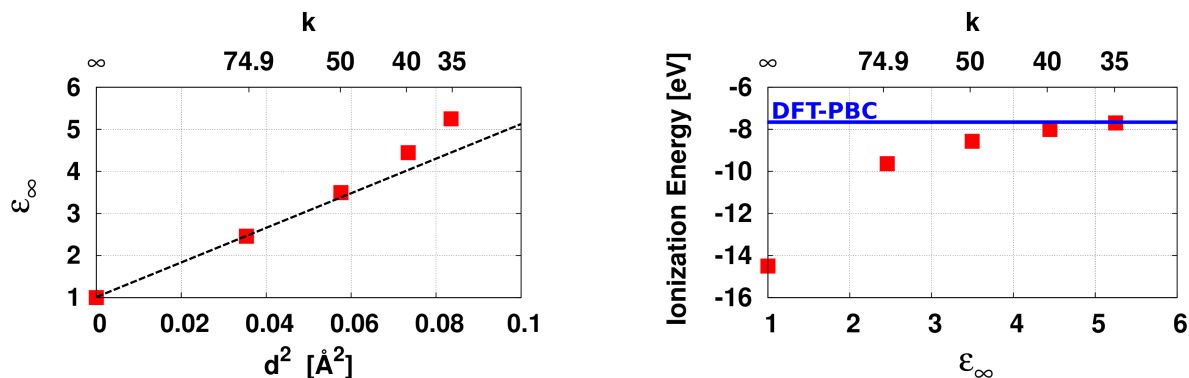 k
∞ 74.9 50 40 35
6
5
4
3
2
1
ε∞
0 0.02 0.04 0.06 0.08 0.1
d² [Å²]
k
∞ 74.9 50 40 35
-6
-8
-10
-12
-14
-16
Ionization Energy [eV]
DFT-PBC
1 2 3 4 5 6
ε∞